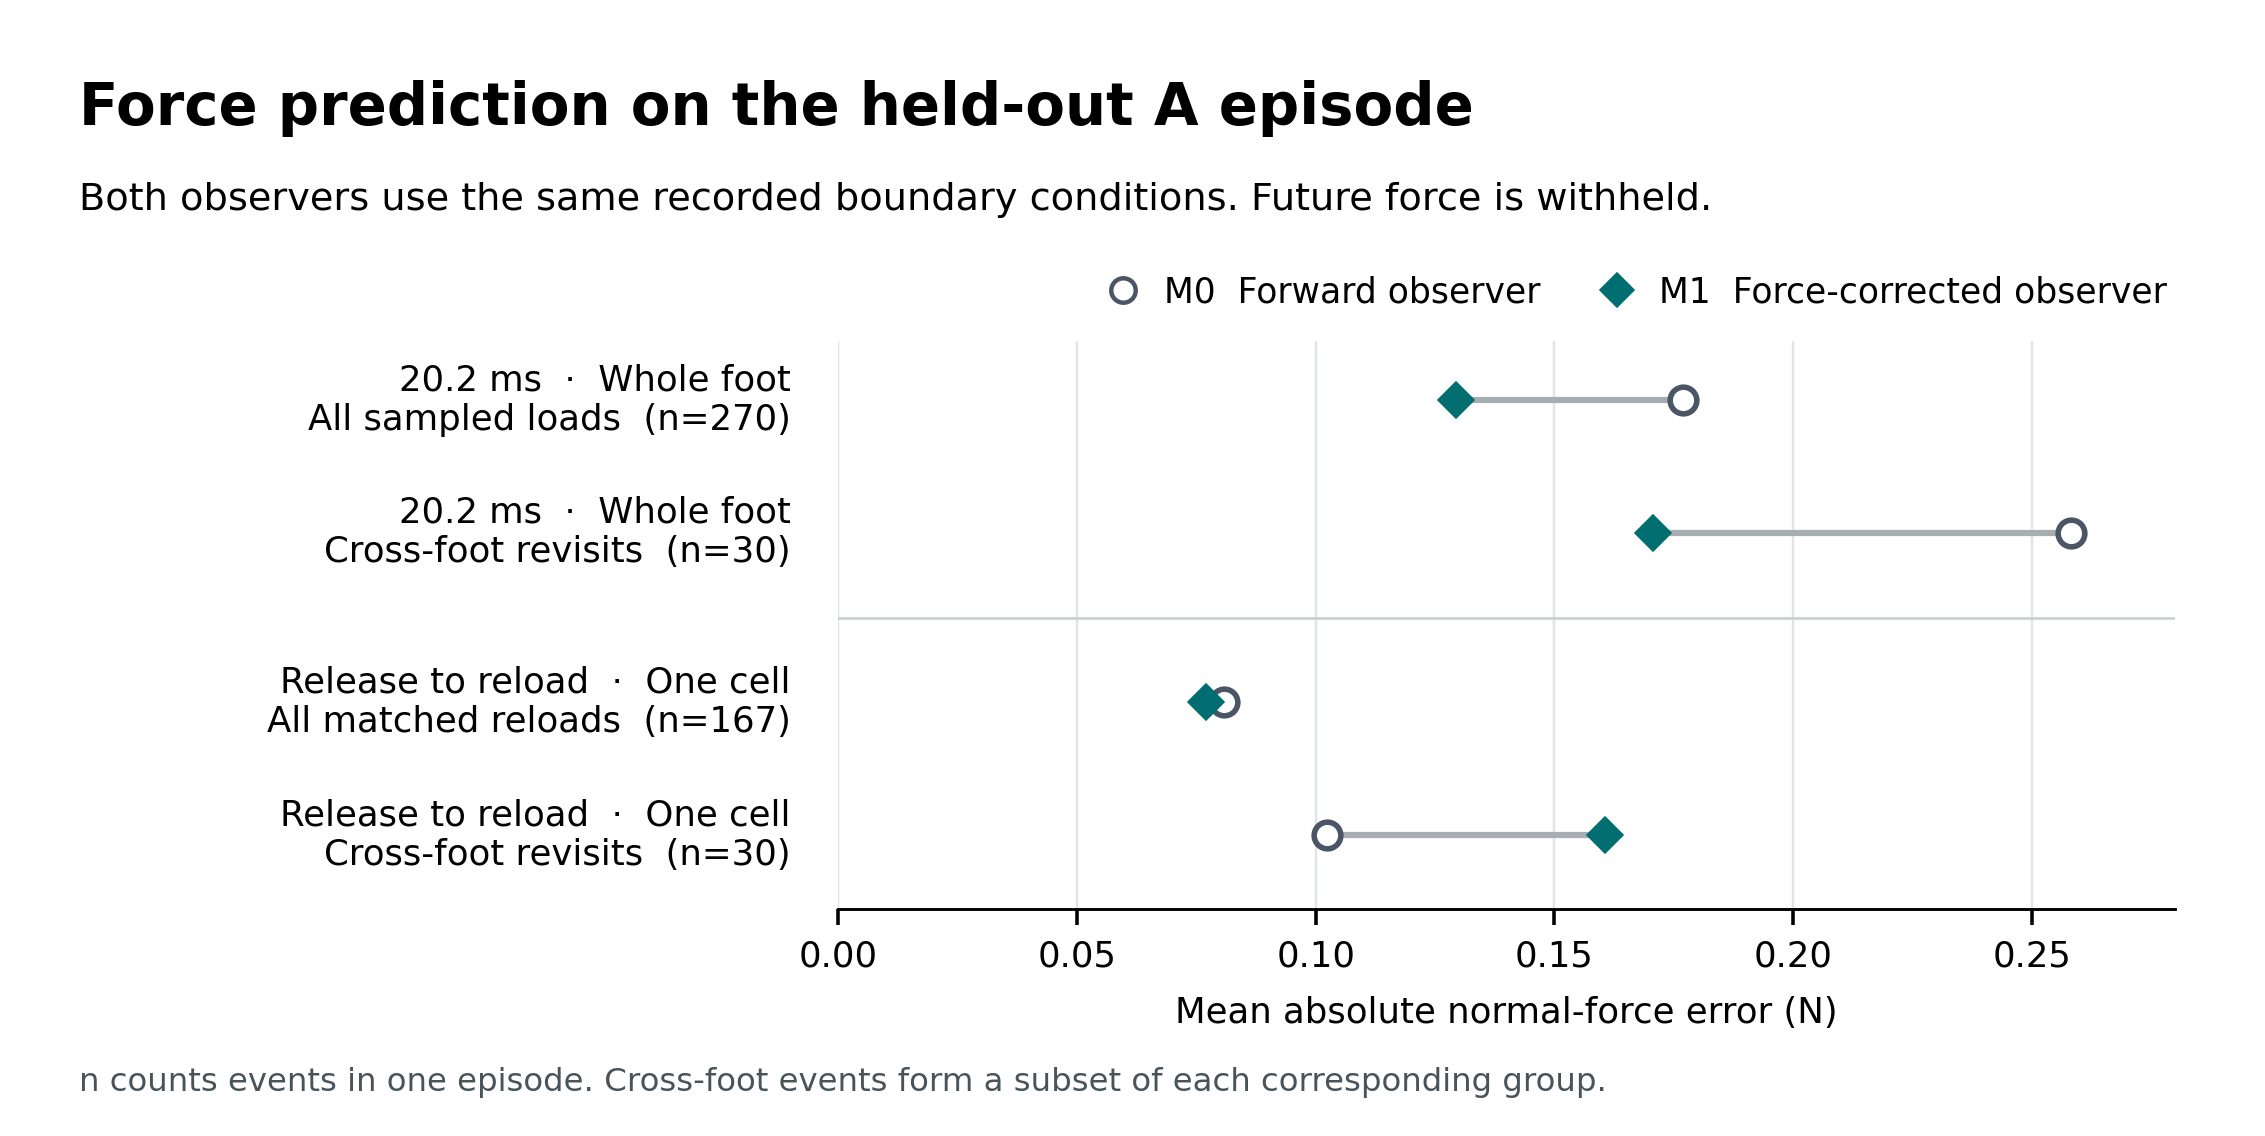 Force prediction on the held-out A episode
Both observers use the same recorded boundary conditions. Future force is withheld.
M0  Forward observer
M1  Force-corrected observer
20.2 ms  ·  Whole foot
All sampled loads  (n=270)
20.2 ms  ·  Whole foot
Cross-foot revisits  (n=30)
Release to reload  ·  One cell
All matched reloads  (n=167)
Release to reload  ·  One cell
Cross-foot revisits  (n=30)
0.00 0.05 0.10 0.15 0.20 0.25
Mean absolute normal-force error (N)
n counts events in one episode. Cross-foot events form a subset of each corresponding group.